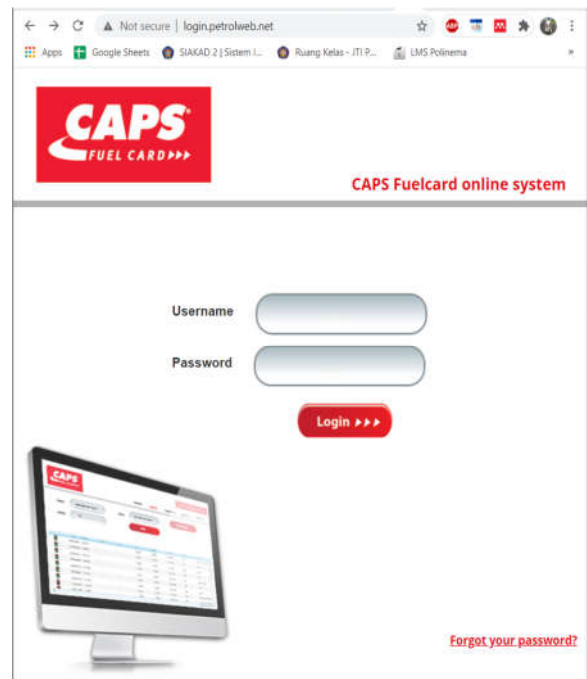 Not secure | login.petrolweb.net
Apps Google Sheets SIAKAD 2 | Sistem I... Ruang Kelas - JTI P... LMS Polinema »
CAPS
FUEL CARD
CAPS Fuelcard online system
Username
Password
Login
CAPS
Forgot your password?